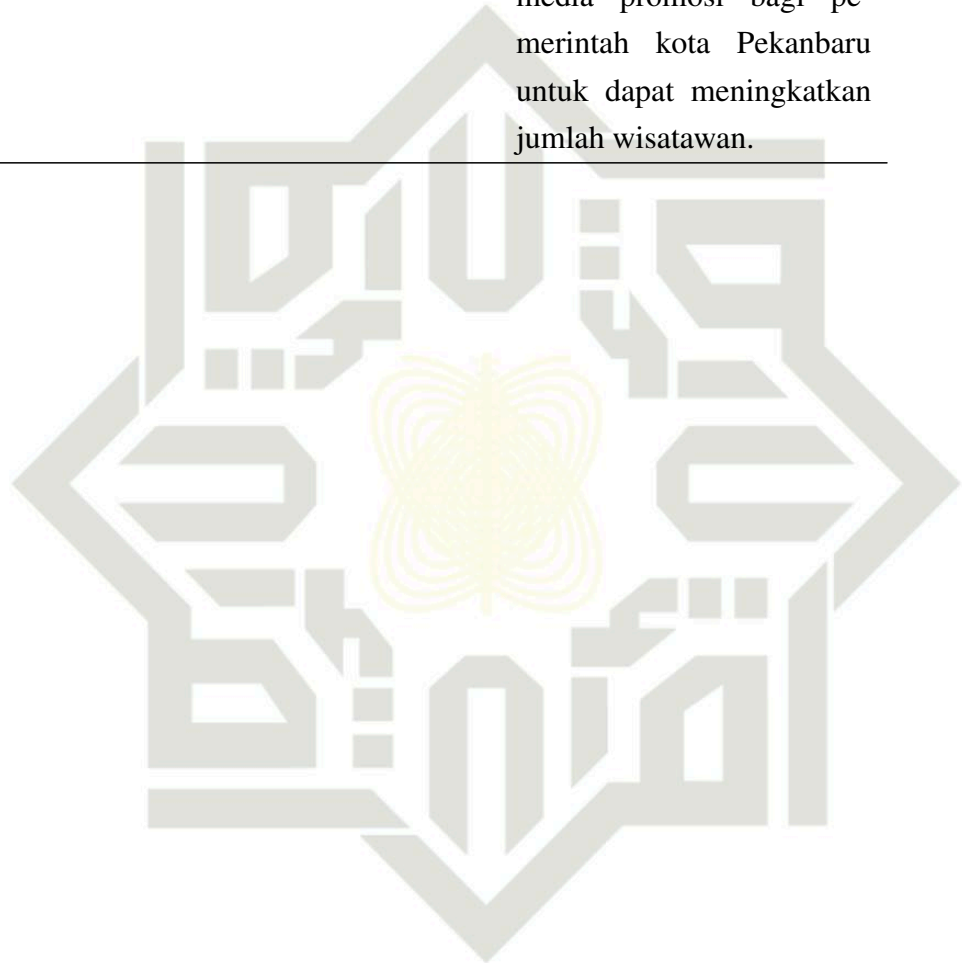 media promosi bagi pe-
merintah kota Pekanbaru
untuk dapat meningkatkan
jumlah wisatawan.